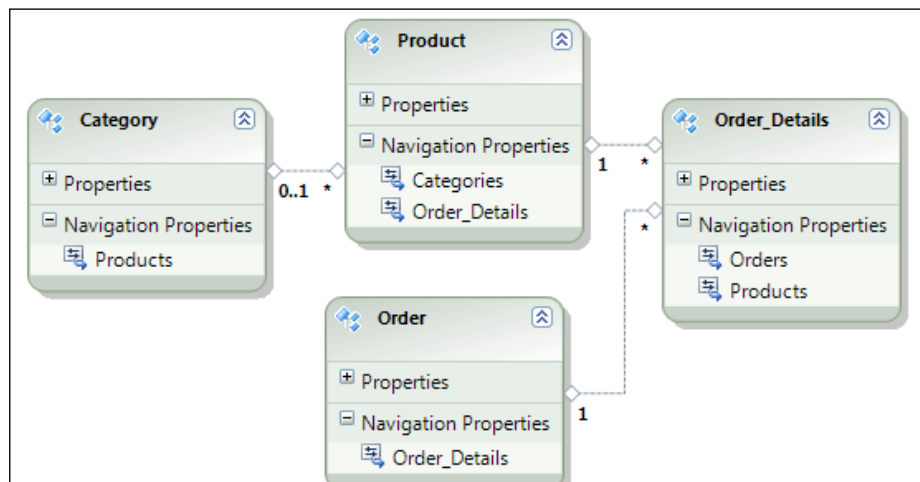 Product
Properties
Navigation Properties
Categories
Order_Details
Category
Properties
Navigation Properties
Products
0..1 *
1 *
Order_Details
Properties
Navigation Properties
Orders
Products
*
Order
Properties
Navigation Properties
Order_Details
1